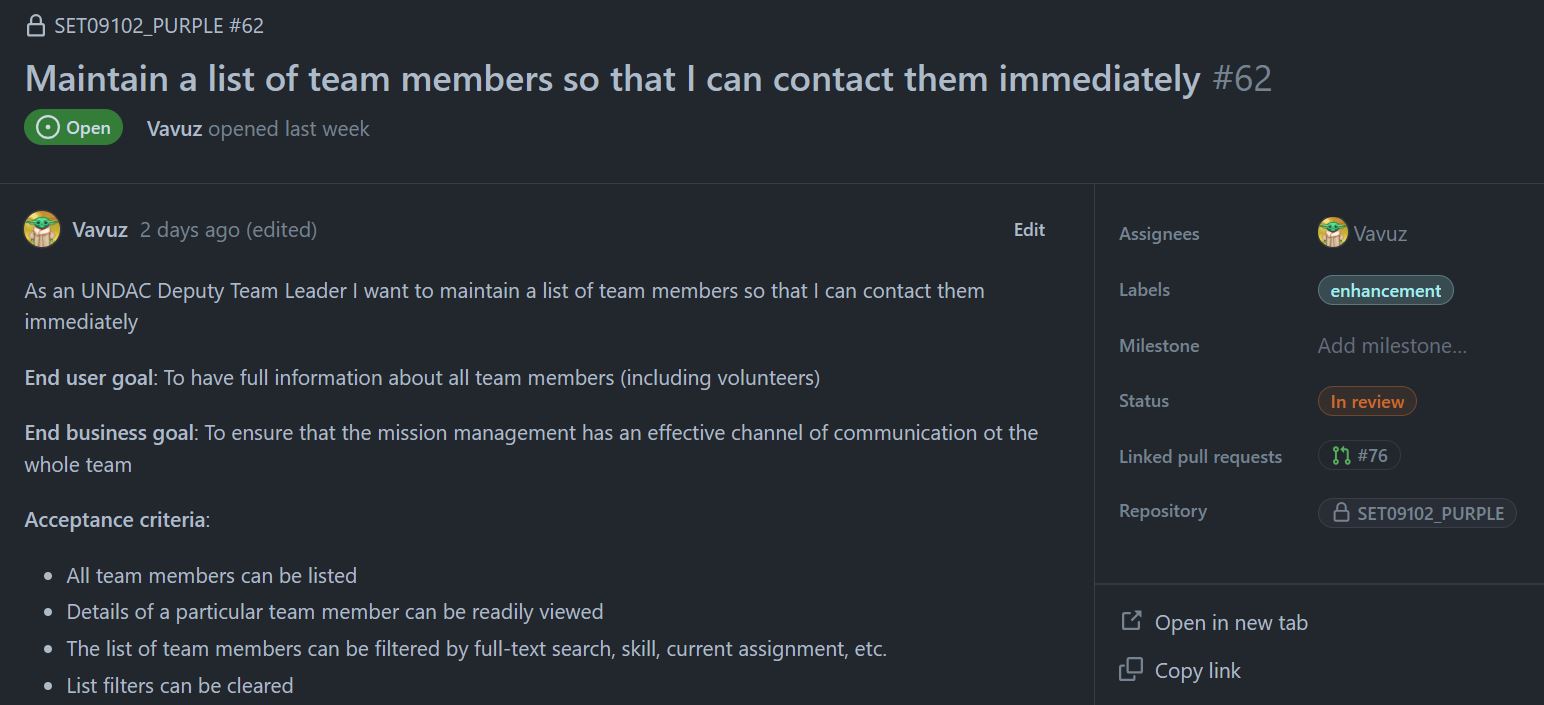 SET09102_PURPLE #62
Maintain a list of team members so that I can contact them immediately #62
Open
Vavuz opened last week
Vavuz 2 days ago (edited)
Edit
As an UNDAC Deputy Team Leader I want to maintain a list of team members so that I can contact them
immediately
End user goal: To have full information about all team members (including volunteers)
End business goal: To ensure that the mission management has an effective channel of communication ot the
whole team
Acceptance criteria:
• All team members can be listed
• Details of a particular team member can be readily viewed
• The list of team members can be filtered by full-text search, skill, current assignment, etc.
• List filters can be cleared
Assignees Vavuz
Labels enhancement
Milestone Add milestone...
Status In review
Linked pull requests #76
Repository SET09102_PURPLE
Open in new tab
Copy link